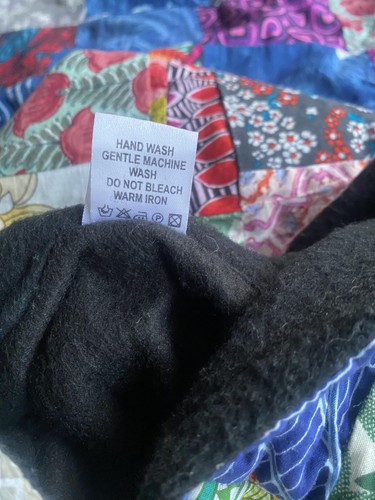 HAND WASH
GENTLE MACHINE
WASH
DO NOT BLEACH
WARM IRON
P